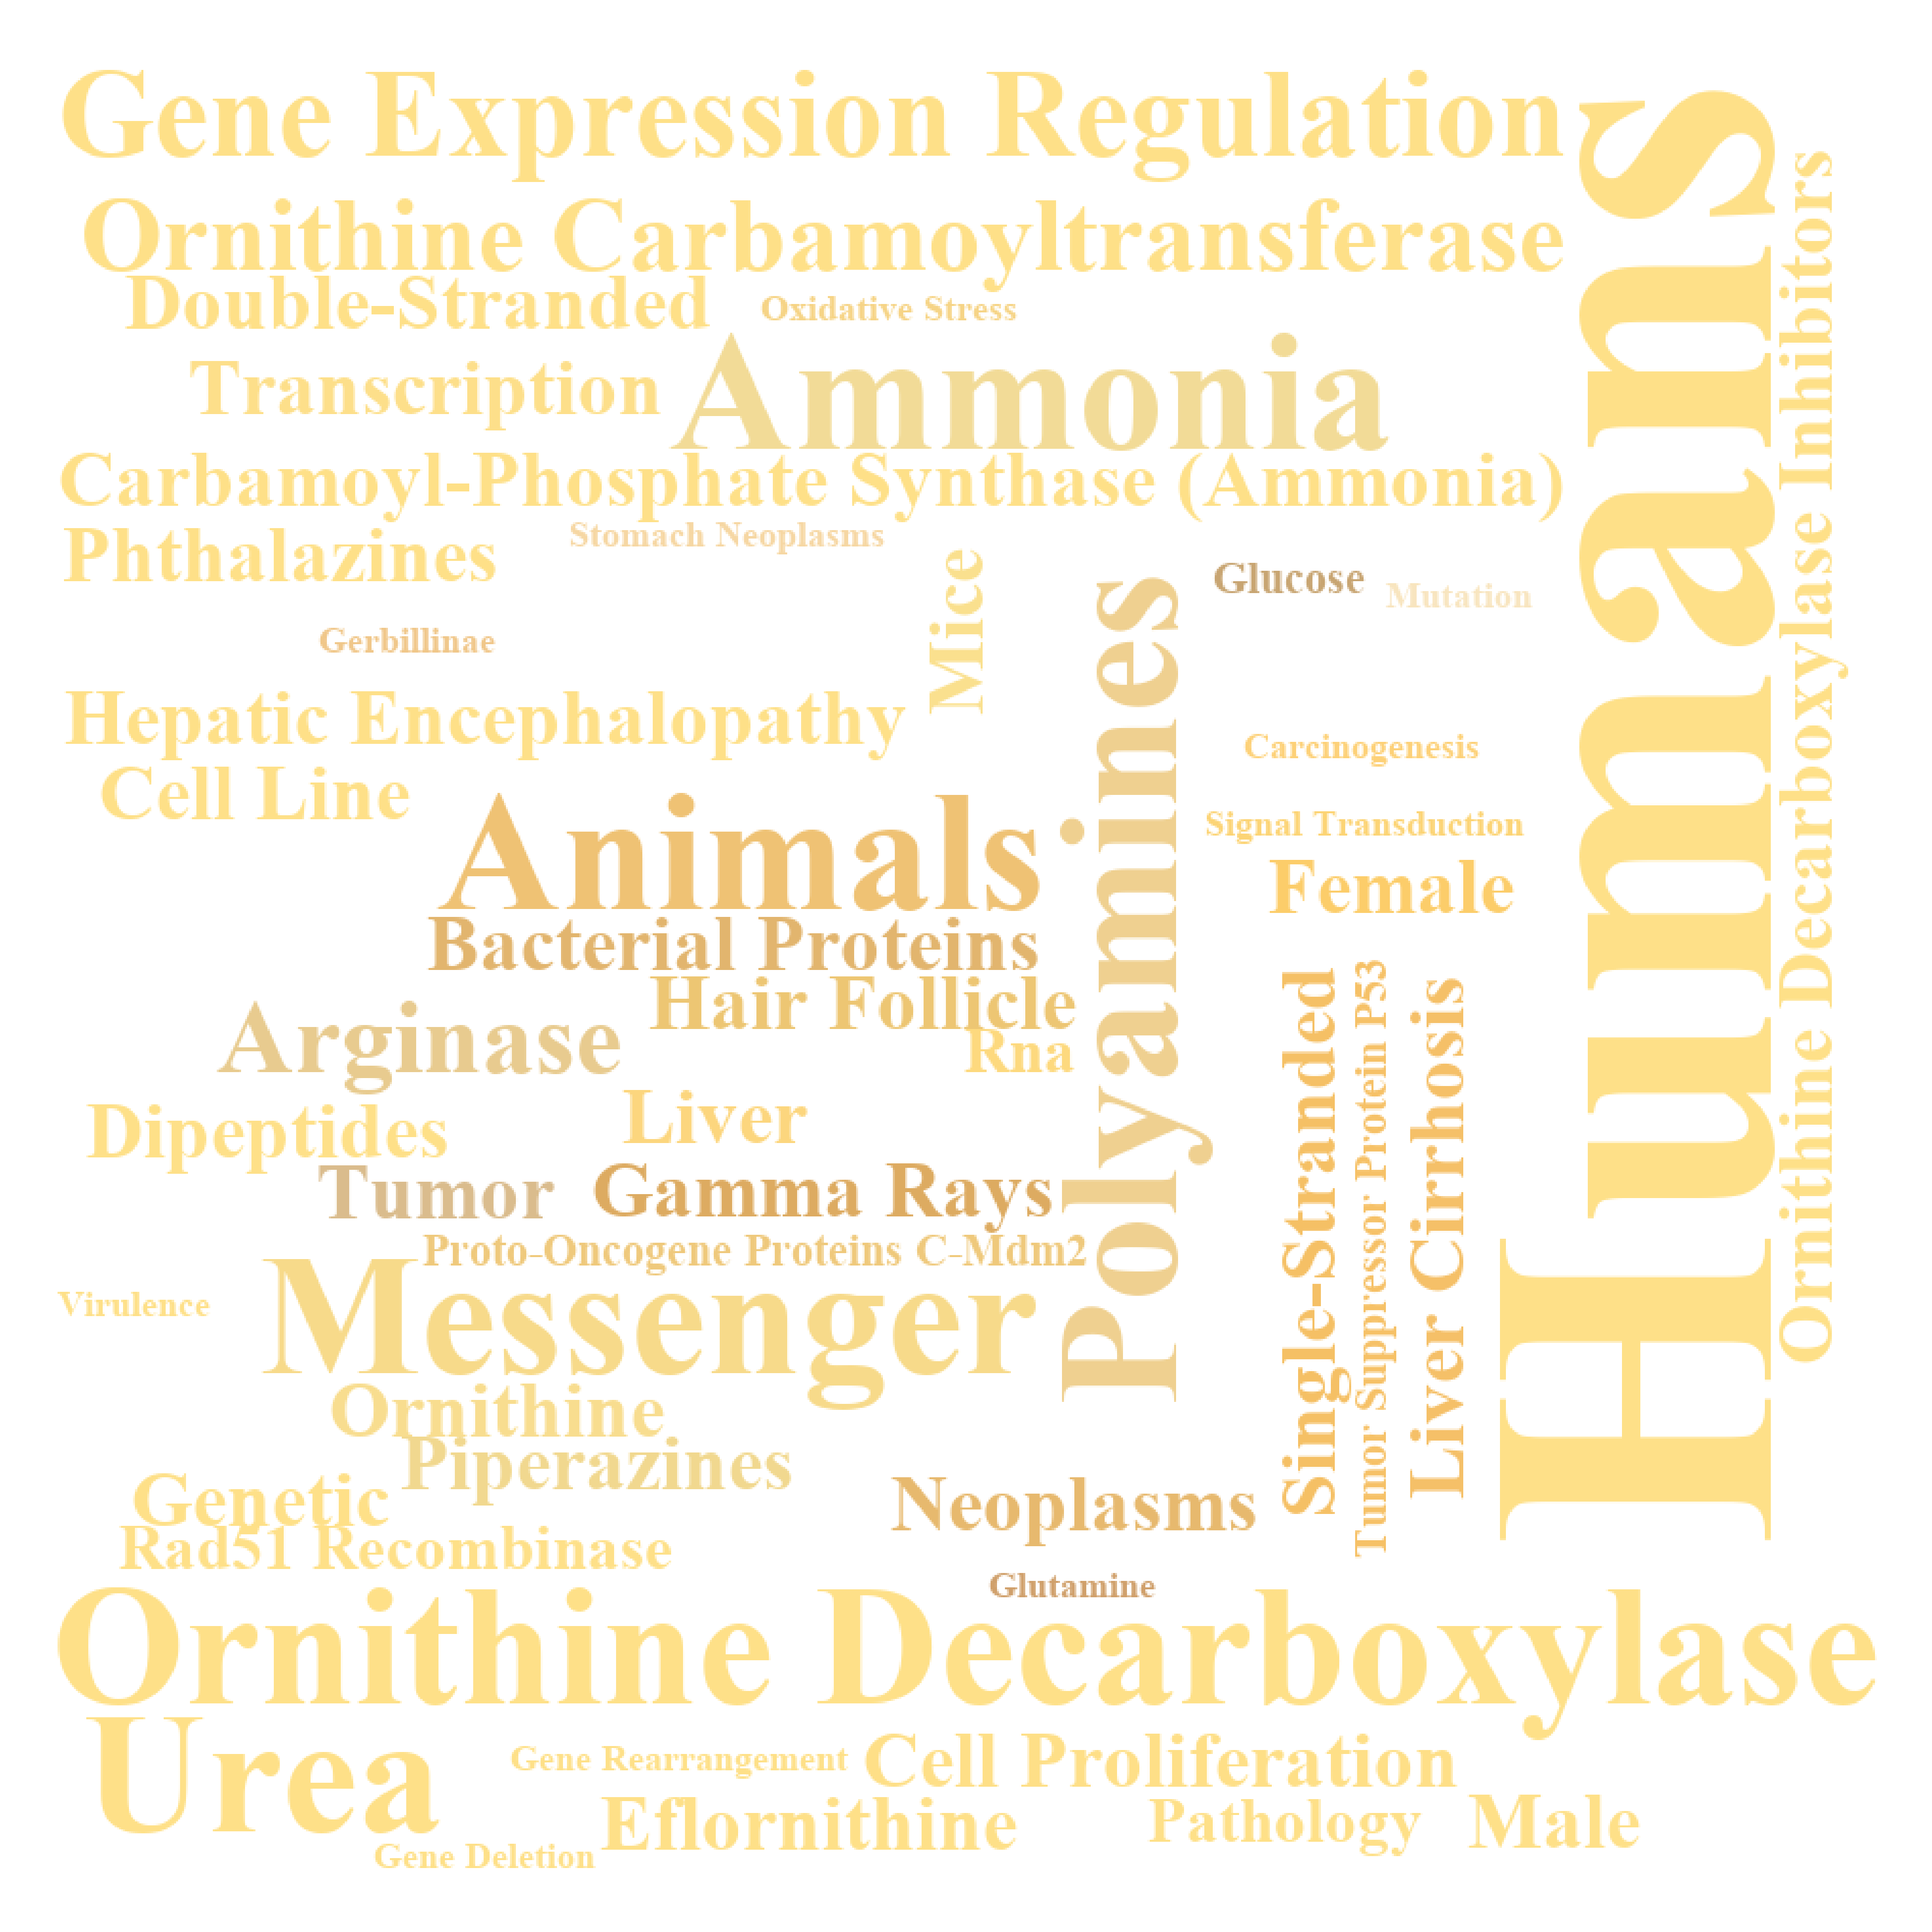 Gene Expression Regulation
Humans
Ornithine Decarboxylase Inhibitors
Ornithine Carbamoyltransferase
Double-Stranded
Oxidative Stress
Transcription
Ammonia
Carbamoyl-Phosphate Synthase (Ammonia)
Phthalazines
Stomach Neoplasms
Mice
Polyamines
Glucose
Mutation
Gerbillinae
Hepatic Encephalopathy
Carcinogenesis
Cell Line
Animals
Signal Transduction
Female
Bacterial Proteins
Single-Stranded
Tumor Suppressor Protein P53
Liver Cirrhosis
Hair Follicle
Arginase
Rna
Dipeptides
Liver
Tumor
Gamma Rays
Proto-Oncogene Proteins C-Mdm2
Virulence
Messenger
Ornithine
Piperazines
Genetic
Neoplasms
Rad51 Recombinase
Glutamine
Ornithine Decarboxylase
Urea
Gene Rearrangement
Cell Proliferation
Eflornithine
Pathology
Male
Gene Deletion